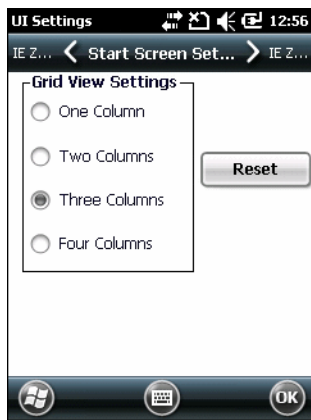 UI Settings 12:56
IE Z... Start Screen Set... IE Z...
Grid View Settings
One Column
Two Columns
Reset
Three Columns
Four Columns
OK